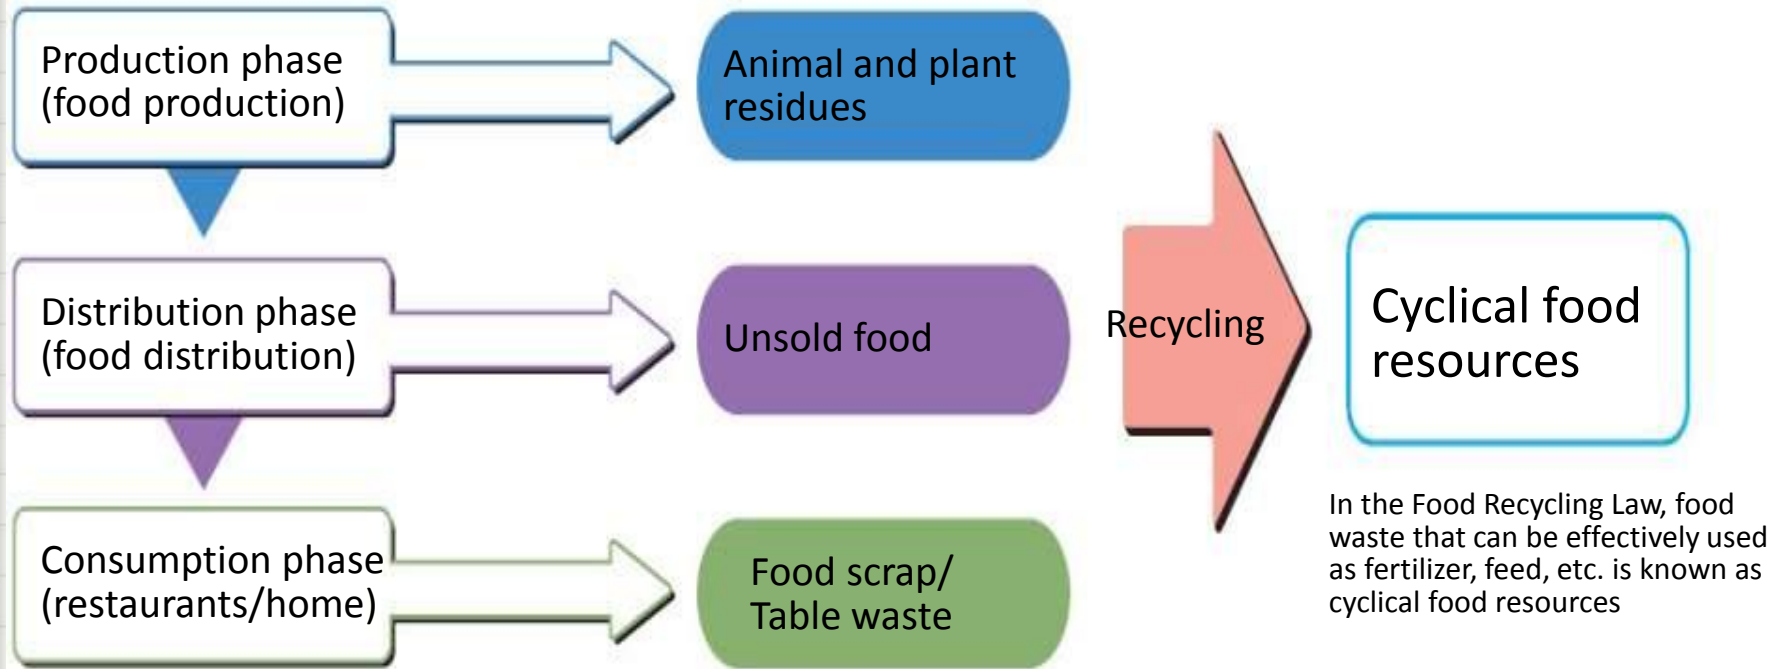 Production phase
(food production)
Animal and plant
residues
Distribution phase
(food distribution)
Unsold food
Recycling
Cyclical food
resources
Consumption phase
(restaurants/home)
Food scrap/
Table waste
In the Food Recycling Law, food
waste that can be effectively used
as fertilizer, feed, etc. is known as
cyclical food resources